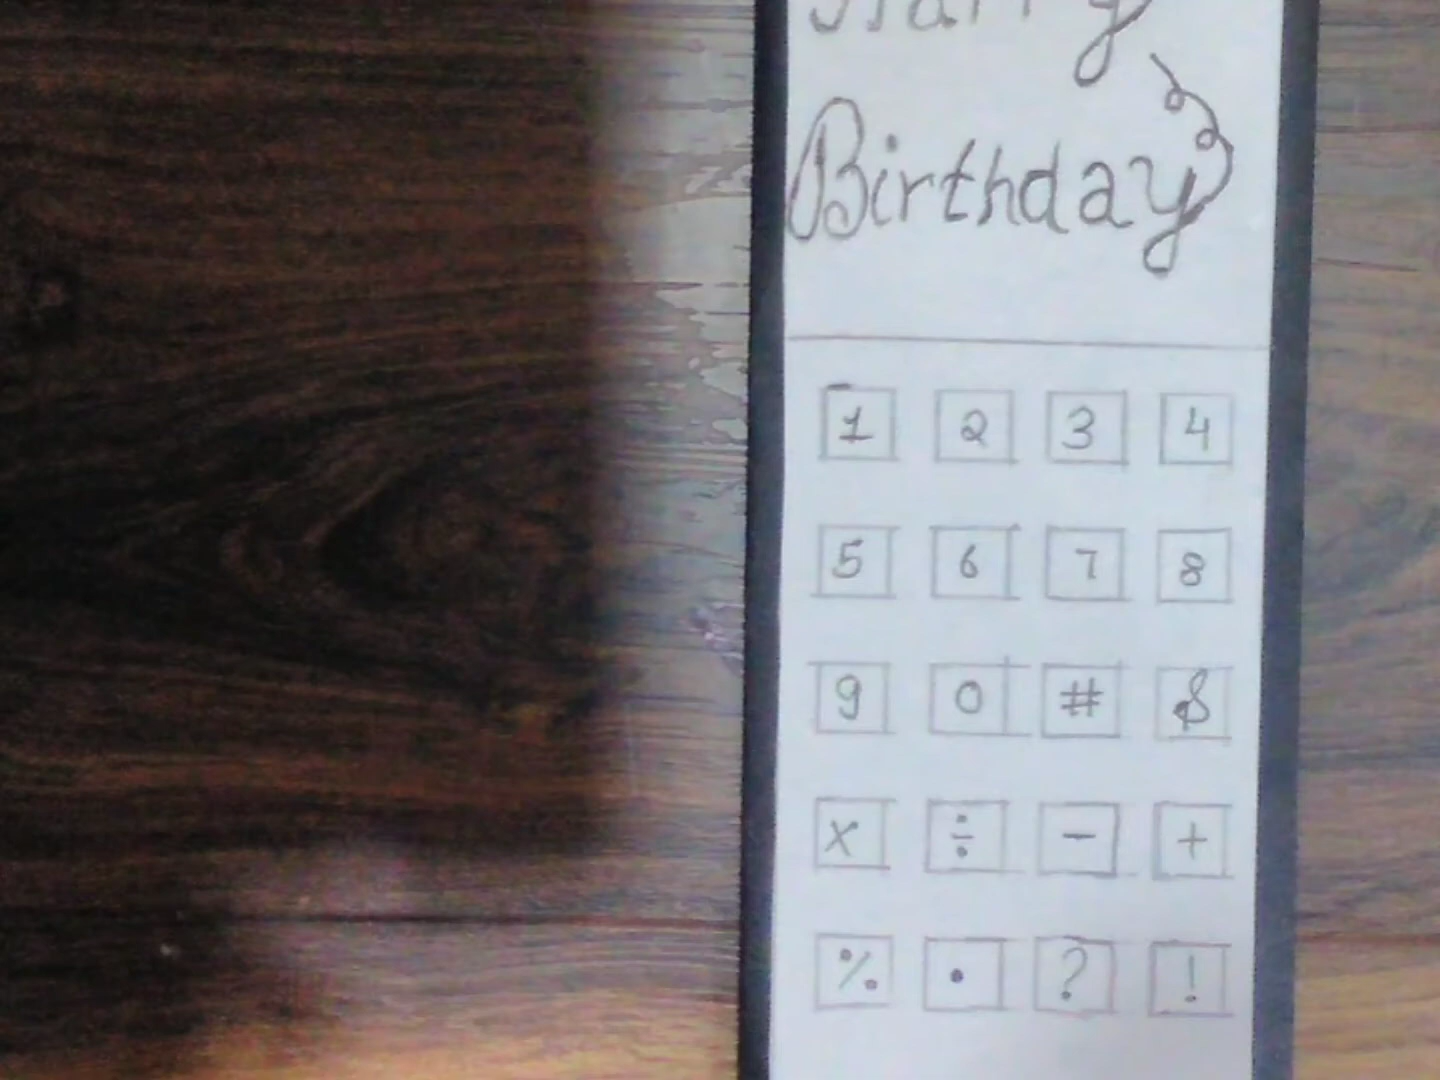 Birthday
1 2 3 4
5 6 7 8
9 0 # $
x ÷ - +
% . ? !